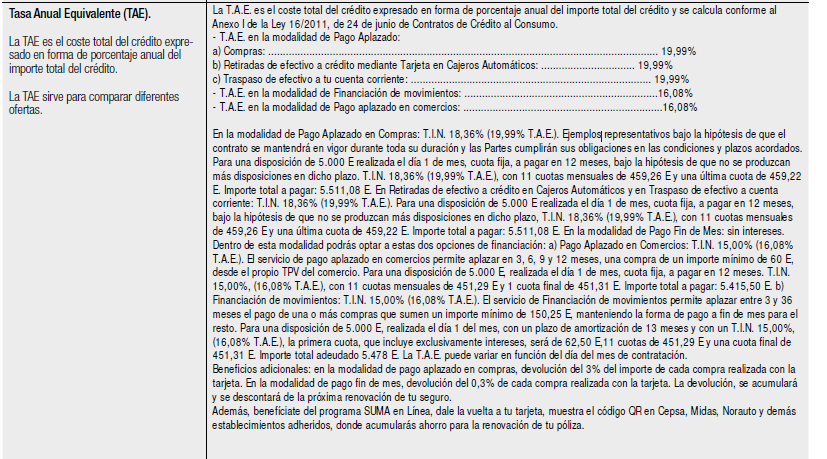 Tasa Anual Equivalente (TAE).
La TAE es el coste total del crédito expre-
sado en forma de porcentaje anual del
importe total del crédito.
La TAE sirve para comparar diferentes
ofertas.
La T.A.E. es el coste total del crédito expresado en forma de porcentaje anual del importe total del crédito y se calcula conforme al
Anexo I de la Ley 16/2011, de 24 de junio de Contratos de Crédito al Consumo.
- T.A.E. en la modalidad de Pago Aplazado:
a) Compras: ........................................................................ 19,99%
b) Retiradas de efectivo a crédito mediante Tarjeta en Cajeros Automáticos: ................................ 19,99%
c) Traspaso de efectivo a tu cuenta corriente: ................................................................ 19,99%
- T.A.E. en la modalidad de Financiación de movimientos: ................................................................16,08%
- T.A.E. en la modalidad de Pago aplazado en comercios: ................................................................16,08%
En la modalidad de Pago Aplazado en Compras: T.I.N. 18,36% (19,99% T.A.E.). Ejemplos representativos bajo la hipótesis de que el
contrato se mantendrá en vigor durante toda su duración y las Partes cumplirán sus obligaciones en las condiciones y plazos acordados.
Para una disposición de 5.000 E realizada el día 1 de mes, cuota fija, a pagar en 12 meses, bajo la hipótesis de que no se produzcan
más disposiciones en dicho plazo. T.I.N. 18,36% (19,99% T.A.E.), con 11 cuotas mensuales de 459,26 E y una última cuota de 459,22
E. Importe total a pagar: 5.511,08 E. En Retiradas de efectivo a crédito en Cajeros Automáticos y en Traspaso de efectivo a cuenta
corriente: T.I.N. 18,36% (19,99% T.A.E.). Para una disposición de 5.000 E realizada el día 1 de mes, cuota fija, a pagar en 12 meses,
bajo la hipótesis de que no se produzcan más disposiciones en dicho plazo, T.I.N. 18,36% (19,99% T.A.E.), con 11 cuotas mensuales
de 459,26 E y una última cuota de 459,22 E. Importe total a pagar: 5.511,08 E. En la modalidad de Pago Fin de Mes: sin intereses.
Dentro de esta modalidad podrás optar a estas dos opciones de financiación: a) Pago Aplazado en Comercios: T.I.N. 15,00% (16,08%
T.A.E.). El servicio de pago aplazado en comercios permite aplazar en 3, 6, 9 y 12 meses, una compra de un importe mínimo de 60 E,
desde el propio TPV del comercio. Para una disposición de 5.000 E, realizada el día 1 de mes, cuota fija, a pagar en 12 meses. T.I.N.
15,00%, (16,08% T.A.E.), con 11 cuotas mensuales de 451,29 E y 1 cuota final de 451,31 E. Importe total a pagar: 5.415,50 E. b)
Financiación de movimientos: T.I.N. 15,00% (16,08% T.A.E.). El servicio de Financiación de movimientos permite aplazar entre 3 y 36
meses el pago de una o más compras que sumen un importe mínimo de 150,25 E, manteniendo la forma de pago a fin de mes para el
resto. Para una disposición de 5.000 E, realizada el día 1 del mes, con un plazo de amortización de 13 meses y con un T.I.N. 15,00%,
(16,08% T.A.E.), la primera cuota, que incluye exclusivamente intereses, será de 62,50 E,11 cuotas de 451,29 E y una cuota final de
451,31 E. Importe total adeudado 5.478 E. La T.A.E. puede variar en función del día del mes de contratación.
Beneficios adicionales: en la modalidad de pago aplazado en compras, devolución del 3% del importe de cada compra realizada con la
tarjeta. En la modalidad de pago fin de mes, devolución del 0,3% de cada compra realizada con la tarjeta. La devolución, se acumulará
y se descontará de la próxima renovación de tu seguro.
Además, benefíciate del programa SUMA en Línea, dale la vuelta a tu tarjeta, muestra el código QR en Cepsa, Midas, Norauto y demás
establecimientos adheridos, donde acumularás ahorro para la renovación de tu póliza.